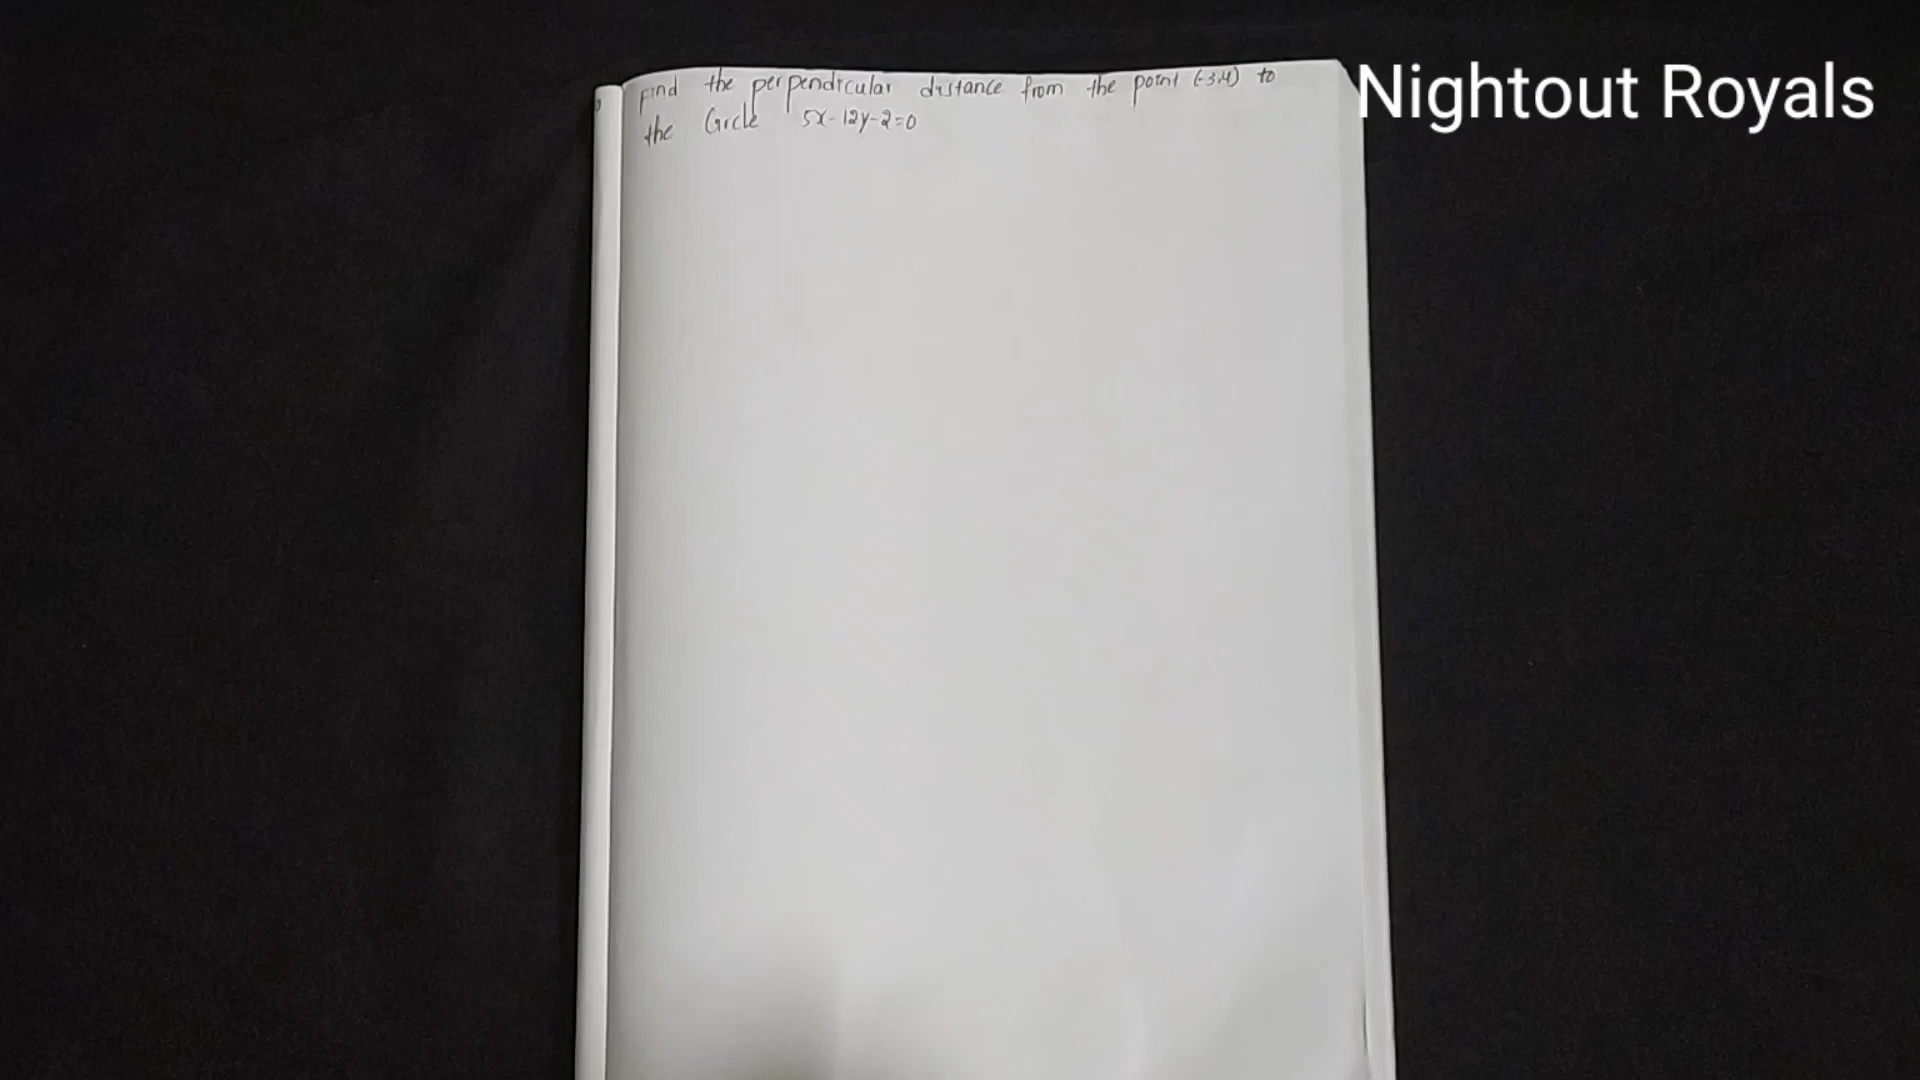 Find the perpendicular distance from the point (-3,4) to
the Circle 5x-12y-2=0
Nightout Royals